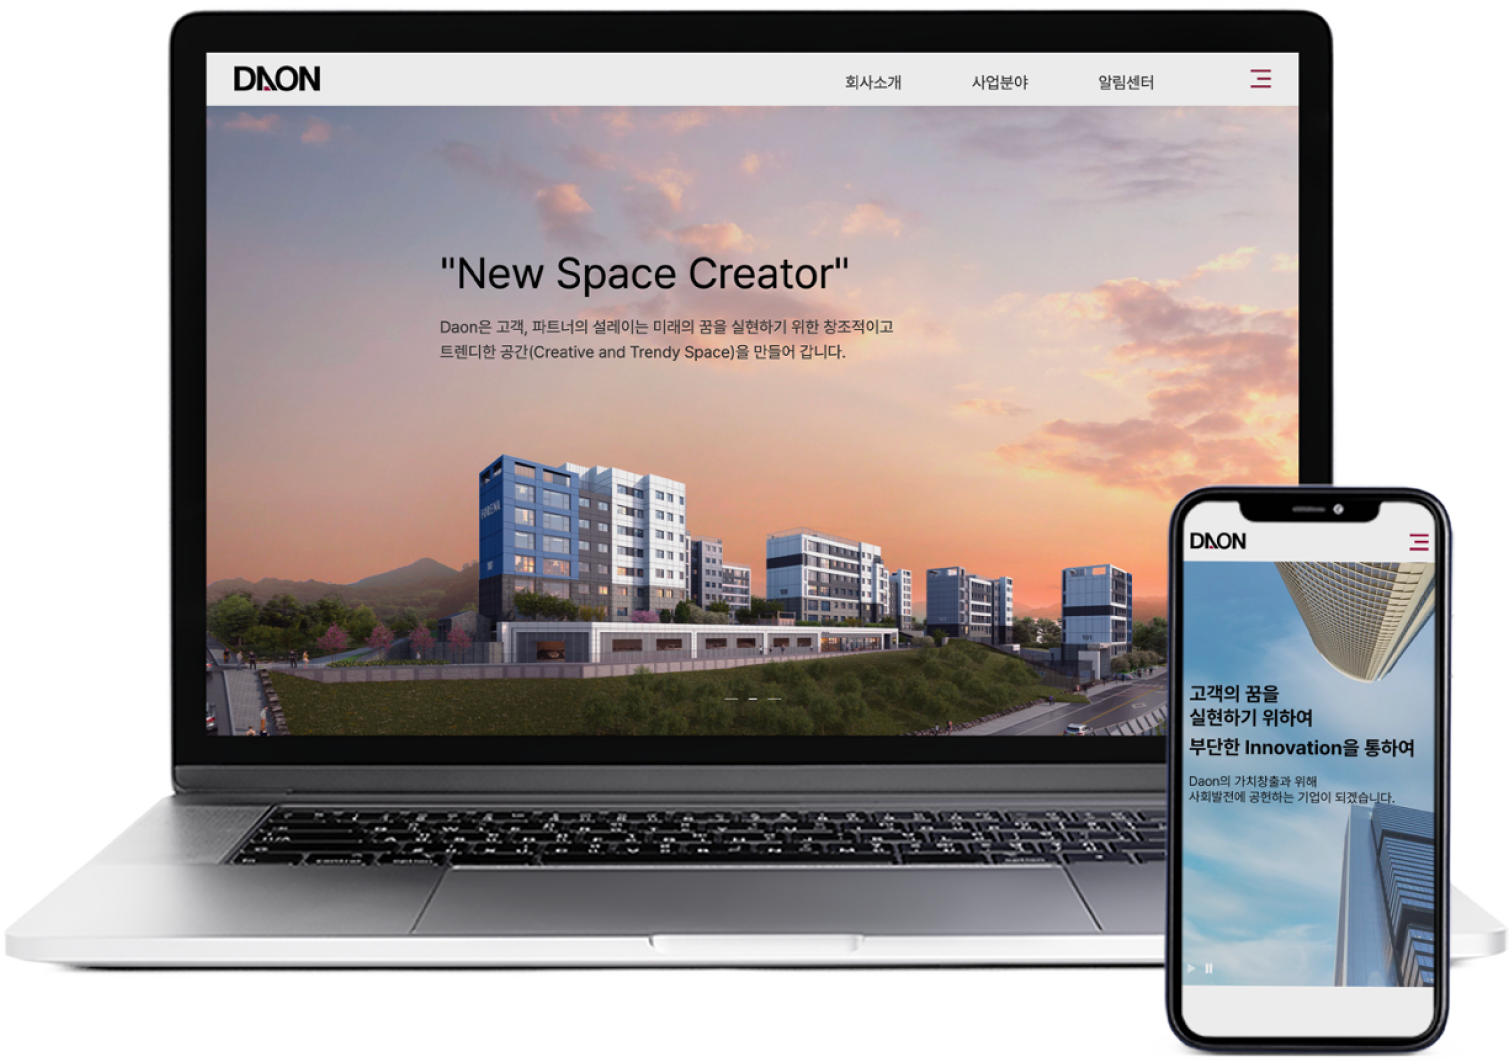 DAON
회사소개
사업분야
알림센터
"New Space Creator"
Daon은 고객, 파트너의 설레이는 미래의 꿈을 실현하기 위한 창조적이고
트렌디한 공간(Creative and Trendy Space)을 만들어 갑니다.
DAON
고객의 꿈을
실현하기 위하여
부단한 Innovation을 통하여
Daon의 가치창출과 위해
사회발전에 공헌하는 기업이 되겠습니다.